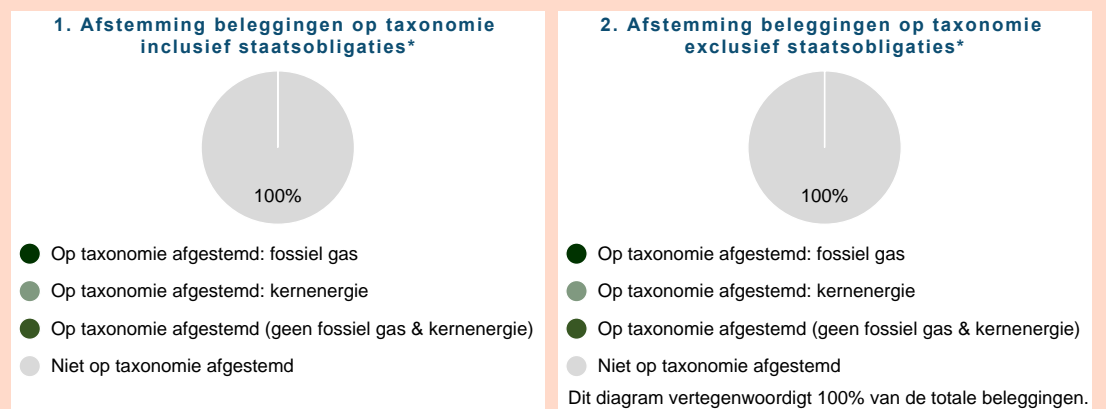 1. Afstemming beleggingen op taxonomie
inclusief staatsobligaties*
100%
Op taxonomie afgestemd: fossiel gas
Op taxonomie afgestemd: kernenergie
Op taxonomie afgestemd (geen fossiel gas & kernenergie)
Niet op taxonomie afgestemd
2. Afstemming beleggingen op taxonomie
exclusief staatsobligaties*
100%
Op taxonomie afgestemd: fossiel gas
Op taxonomie afgestemd: kernenergie
Op taxonomie afgestemd (geen fossiel gas & kernenergie)
Niet op taxonomie afgestemd
Dit diagram vertegenwoordigt 100% van de totale beleggingen.